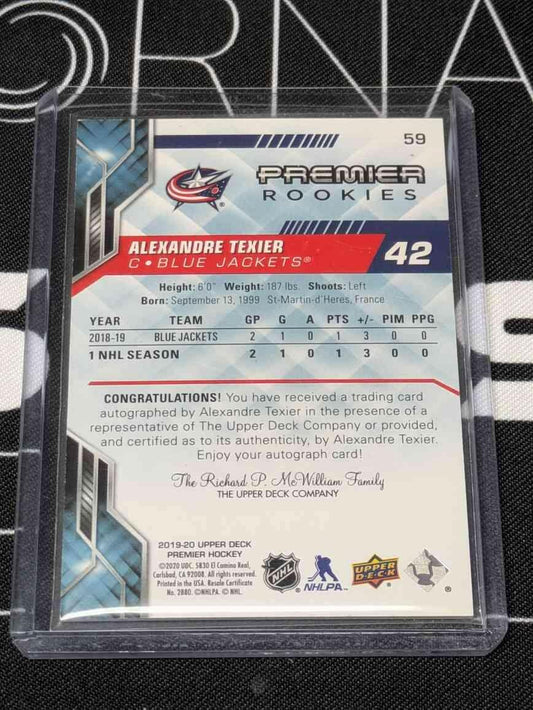 ORNA
59
PREMIER
ROOKIES
ALEXANDRE TEXIER 42
C • BLUE JACKETS®
Height: 6'0" Weight: 187 lbs. Shoots: Left
Born: September 13, 1999 St-Martin-d'Heres, France
YEAR TEAM GP G A PTS +/- PIM PPG
2018-19 BLUE JACKETS 2 1 0 1 3 0 0
1 NHL SEASON 2 1 0 1 3 0 0
CONGRATULATIONS! You have received a trading card
autographed by Alexandre Texier in the presence of a
representative of The Upper Deck Company or provided,
and certified as to its authenticity, by Alexandre Texier.
Enjoy your autograph card!
The Richard P. McWilliam Family
THE UPPER DECK COMPANY
2019-20 UPPER DECK
PREMIER HOCKEY
©2020 UDC. 5830 El Camino Real,
Carlsbad, CA 92008. All rights reserved.
Printed in the USA. Resale Certificate
No. 2880. ©NHLPA. © NHL.
NHL
NHLPA
UPPER
DECK
®